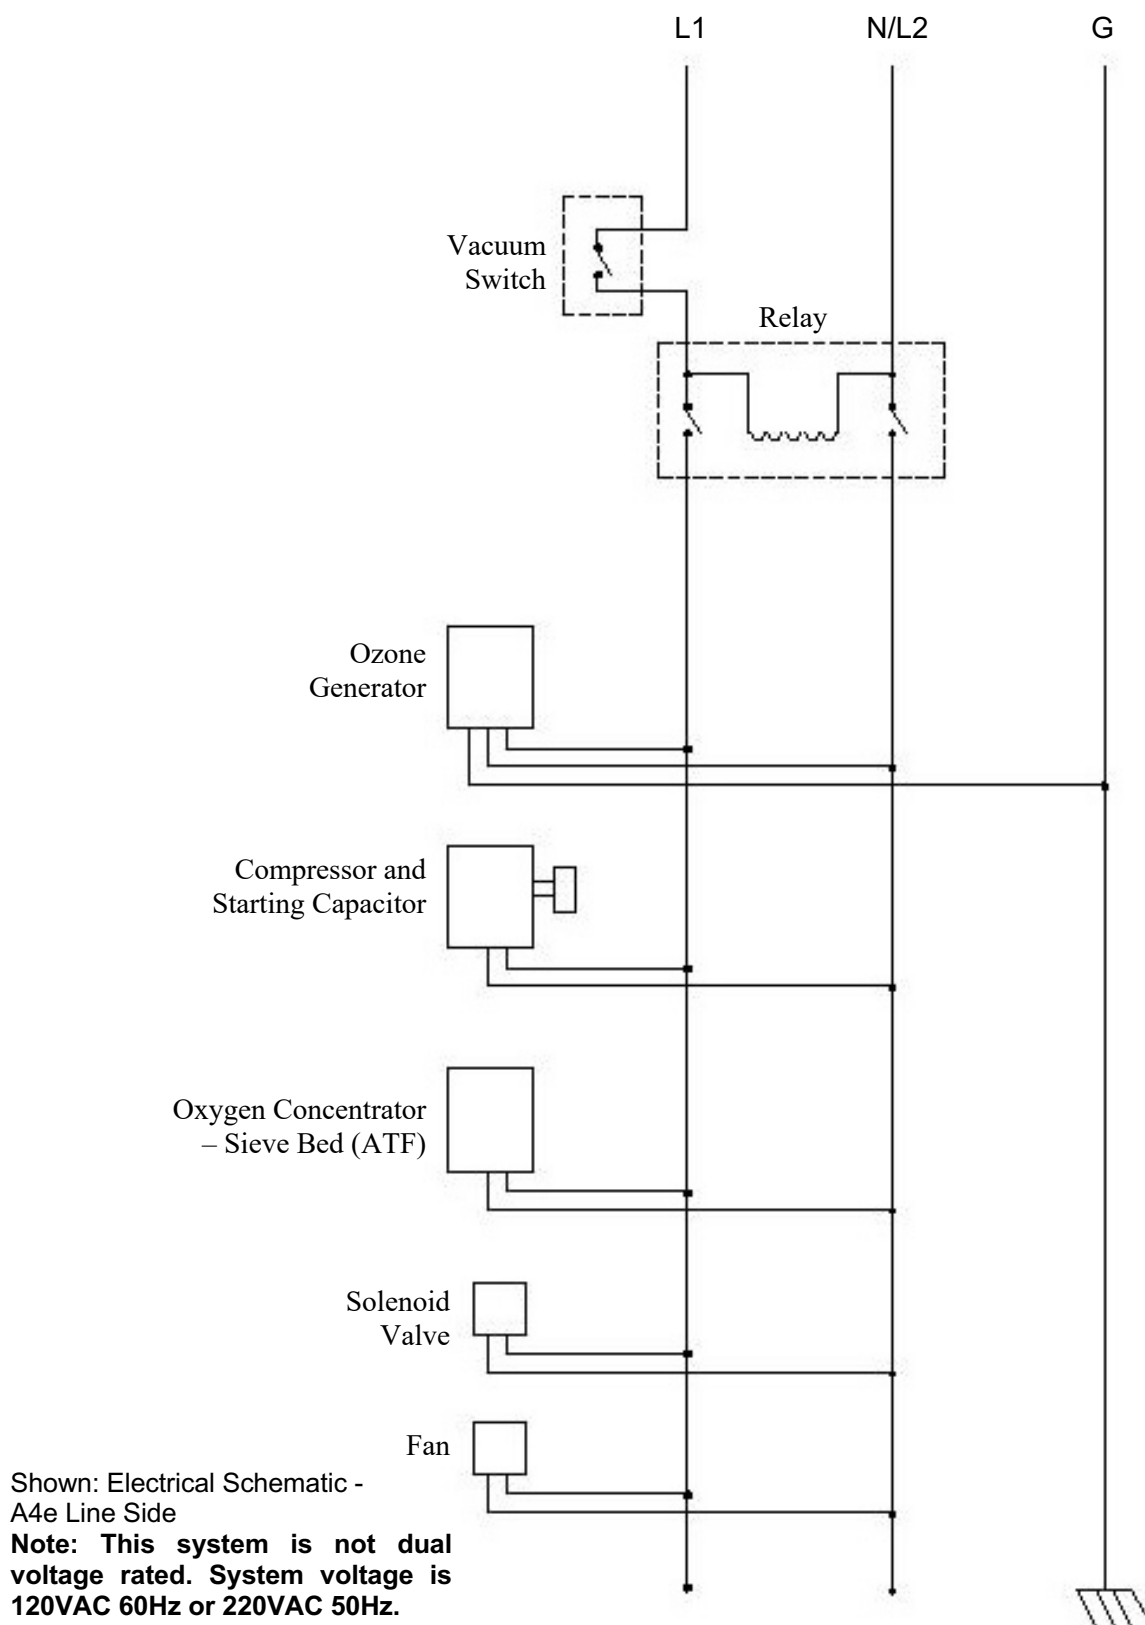 L1 N/L2 G
Vacuum
Switch
Relay
Ozone
Generator
Compressor and
Starting Capacitor
Oxygen Concentrator
– Sieve Bed (ATF)
Solenoid
Valve
Fan
Shown: Electrical Schematic -
A4e Line Side
Note: This system is not dual
voltage rated. System voltage is
120VAC 60Hz or 220VAC 50Hz.